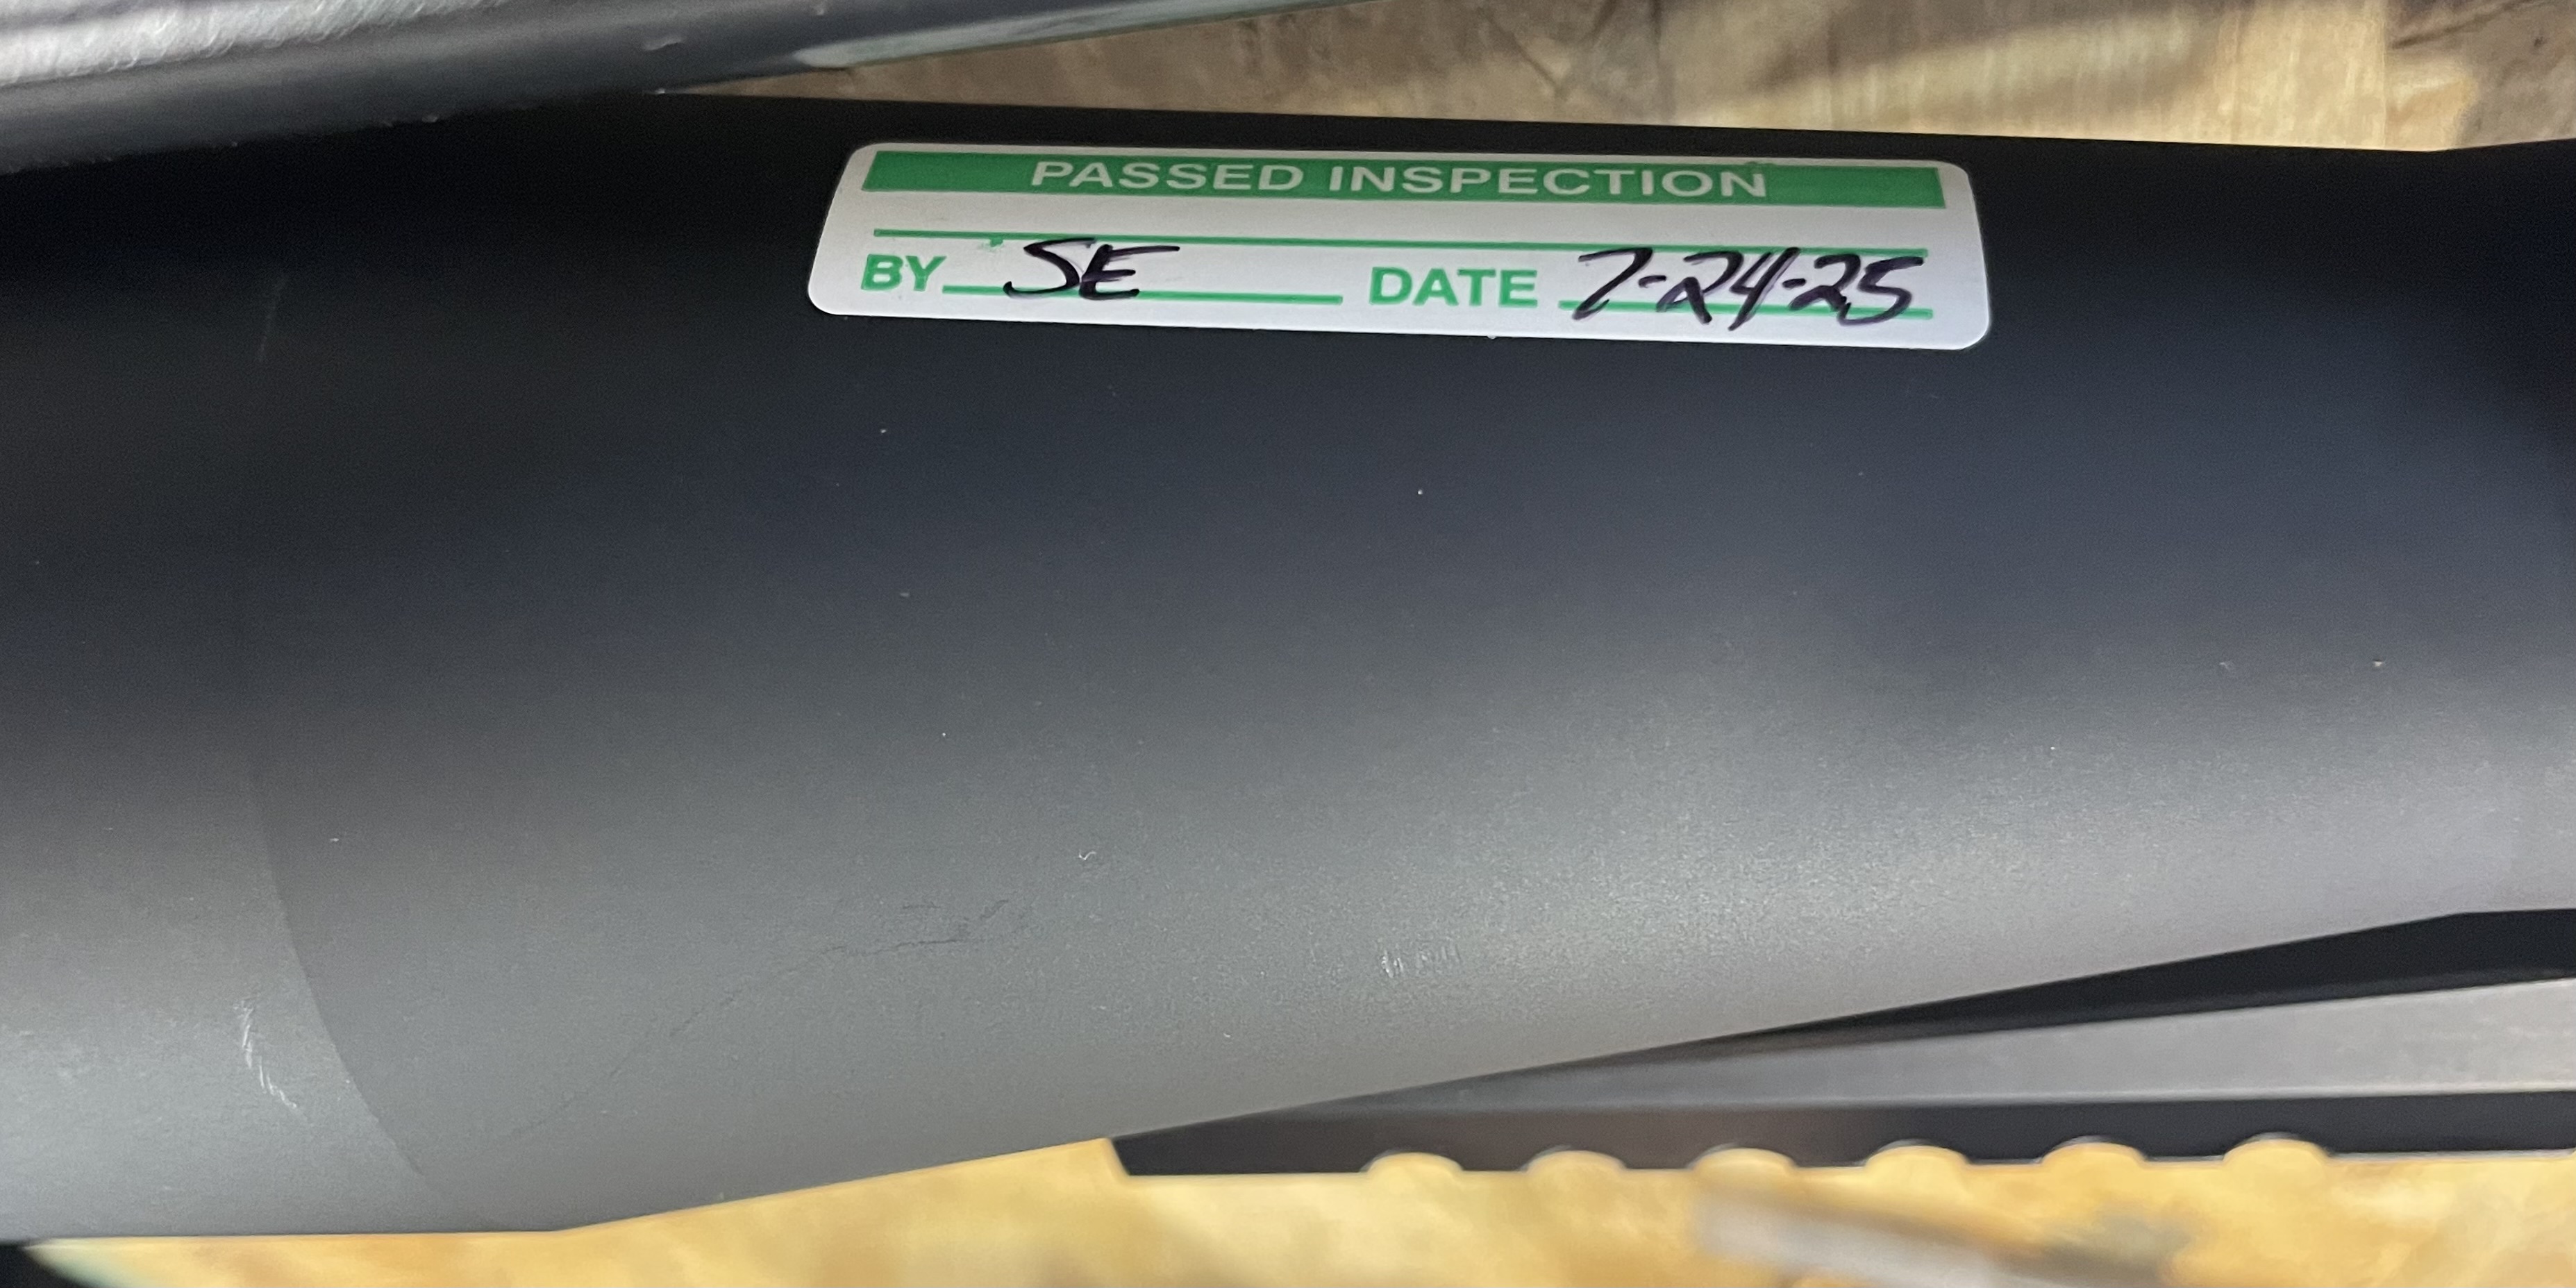 PASSED INSPECTION
BY SE DATE 7-24-25